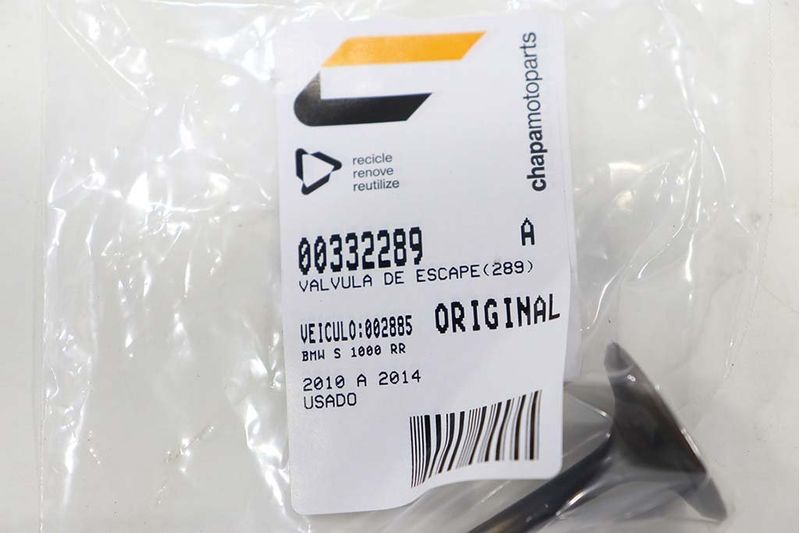 chapamotoparts
recicle
renove
reutilize
00332289 A
VALVULA DE ESCAPE(289)
VEICULO:002885 ORIGINAL
BMW S 1000 RR
2010 A 2014
USADO